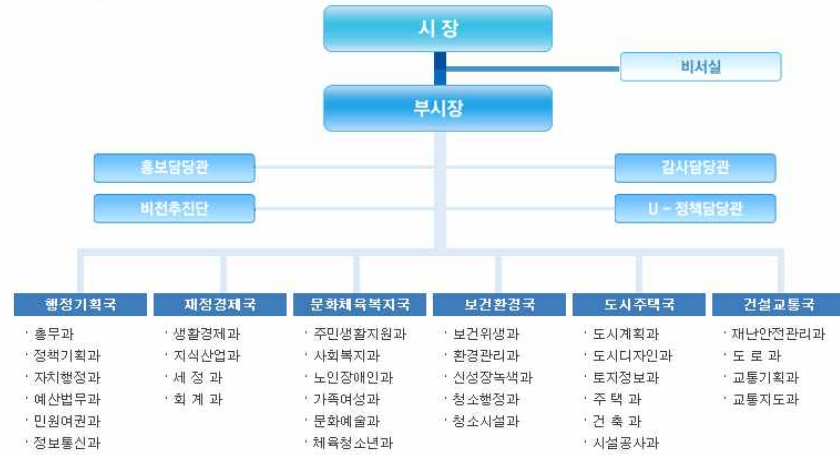 시 장
비서실
부시장
홍보담당관
감사담당관
비전추진단
U - 정책담당관
행정기획국
· 총무과
· 정책기획과
· 자치행정과
· 예산법무과
· 민원여권과
· 정보통신과
재정경제국
· 생활경제과
· 지식산업과
· 세 정 과
· 회 계 과
문화체육복지국
· 주민생활지원과
· 사회복지과
· 노인장애인과
· 가족여성과
· 문화예술과
· 체육청소년과
보건환경국
· 보건위생과
· 환경관리과
· 신성장녹색과
· 청소행정과
· 청소시설과
도시주택국
· 도시계획과
· 도시디자인과
· 토지정보과
· 주 택 과
· 건 축 과
· 시설공사과
건설교통국
· 재난안전관리과
· 도 로 과
· 교통기획과
· 교통지도과